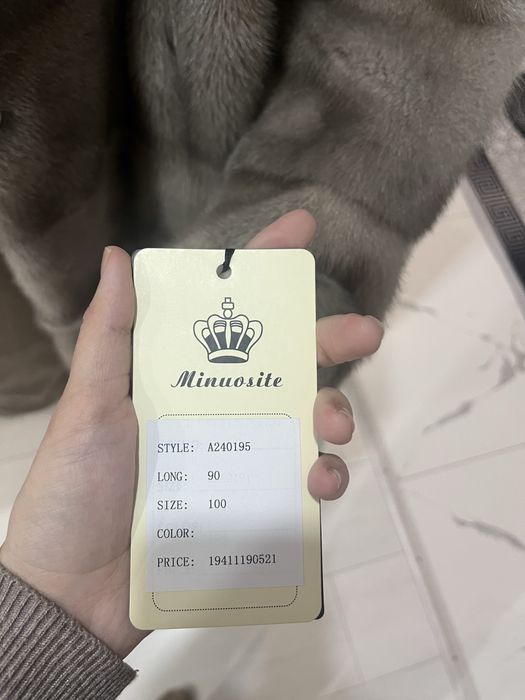 Minuosite
STYLE: A240195
LONG: 90
SIZE: 100
COLOR:
PRICE: 19411190521